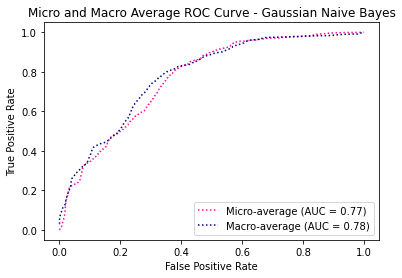 Micro and Macro Average ROC Curve - Gaussian Naive Bayes
1.0
0.8
0.6
0.4
0.2
0.0
True Positive Rate
Micro-average (AUC = 0.77)
Macro-average (AUC = 0.78)
0.0 0.2 0.4 0.6 0.8 1.0
False Positive Rate